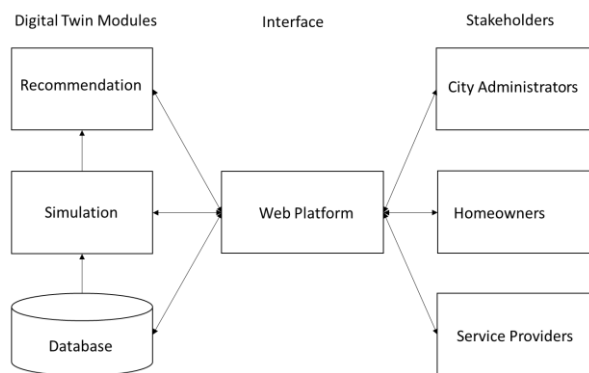 Digital Twin Modules
Interface
Stakeholders
Recommendation
City Administrators
Simulation
Web Platform
Homeowners
Database
Service Providers